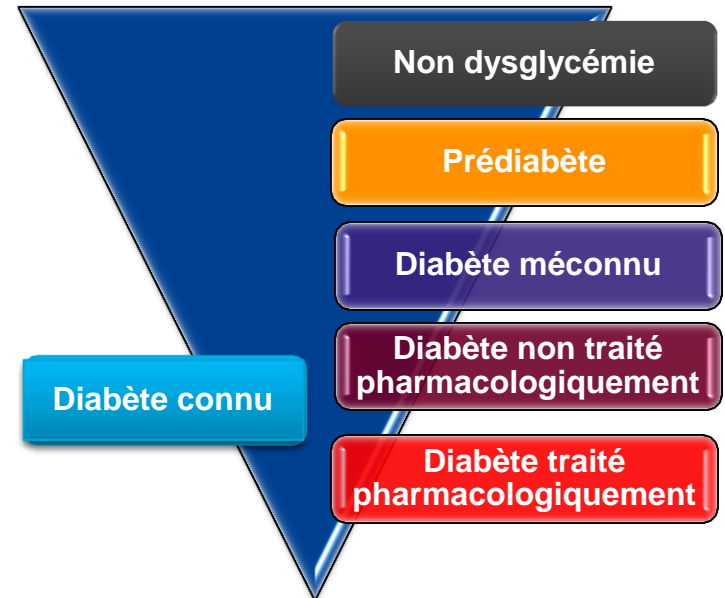 Non dysglycémie
Prédiabète
Diabète méconnu
Diabète non traité
pharmacologiquement
Diabète connu
Diabète traité
pharmacologiquement